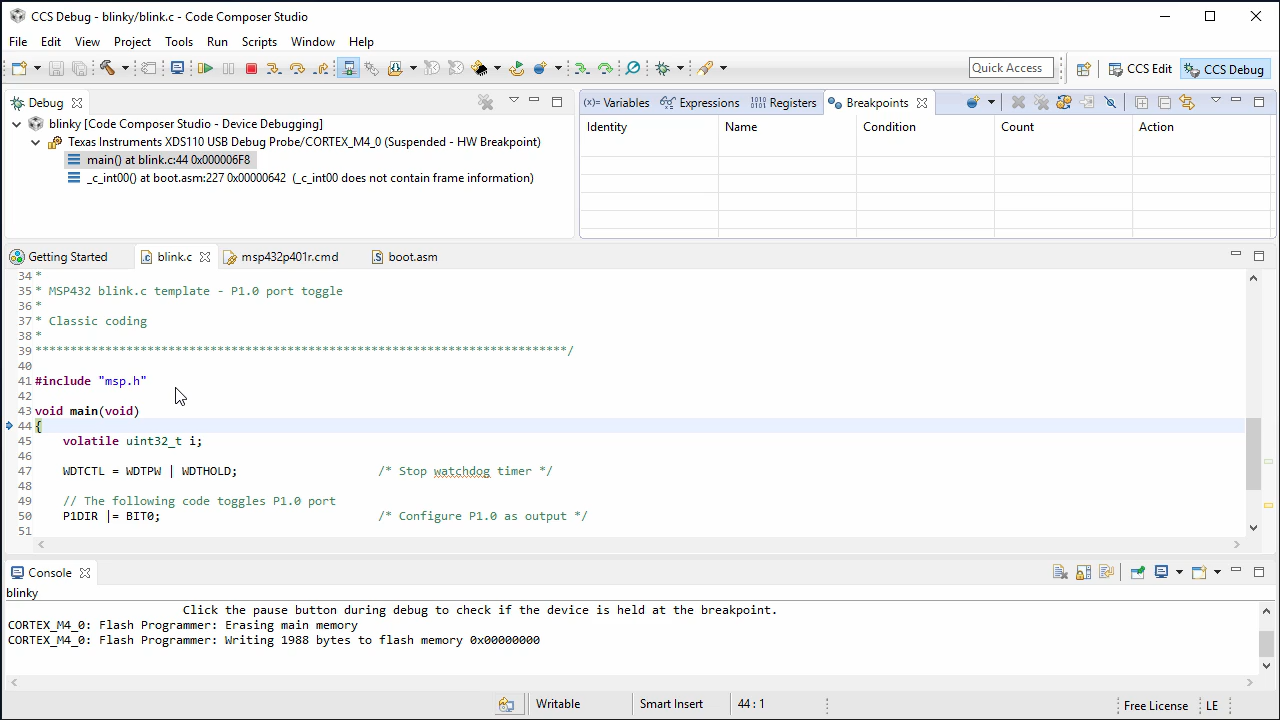 CCS Debug - blinky/blink.c - Code Composer Studio
File Edit View Project Tools Run Scripts Window Help
Quick Access CCS Edit CCS Debug
Debug
blinky [Code Composer Studio - Device Debugging]
Texas Instruments XDS110 USB Debug Probe/CORTEX_M4_0 (Suspended - HW Breakpoint)
main() at blink.c:44 0x000006F8
_c_int00() at boot.asm:227 0x00000642 (_c_int00 does not contain frame information)
(x)= Variables Expressions 1010 0101 Registers Breakpoints
Identity Name Condition Count Action
Getting Started blink.c msp432p401r.cmd boot.asm
34 *
35 * MSP432 blink.c template - P1.0 port toggle
36 *
37 * Classic coding
38 *
39 ****************************************************************************/
40
41 #include "msp.h"
42
43 void main(void)
44 {
45 volatile uint32_t i;
46
47 WDTCTL = WDTPW | WDTHOLD; /* Stop watchdog timer */
48
49 // The following code toggles P1.0 port
50 P1DIR |= BIT0; /* Configure P1.0 as output */
51
Console
blinky
Click the pause button during debug to check if the device is held at the breakpoint.
CORTEX_M4_0: Flash Programmer: Erasing main memory
CORTEX_M4_0: Flash Programmer: Writing 1988 bytes to flash memory 0x00000000
Writable Smart Insert 44 : 1 Free License LE